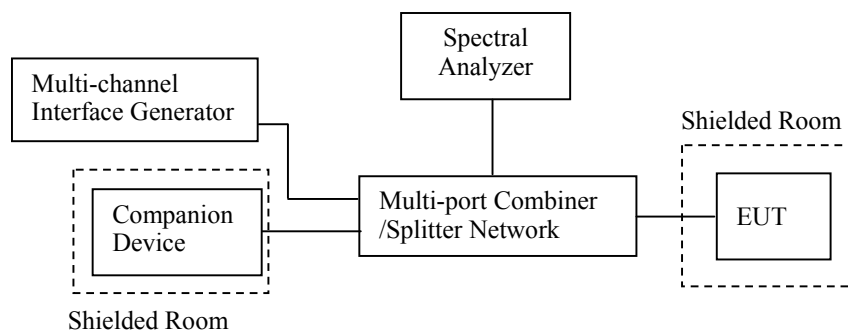 Spectral
Analyzer
Multi-channel
Interface Generator
Shielded Room
Multi-port Combiner
/Splitter Network
EUT
Companion
Device
Shielded Room